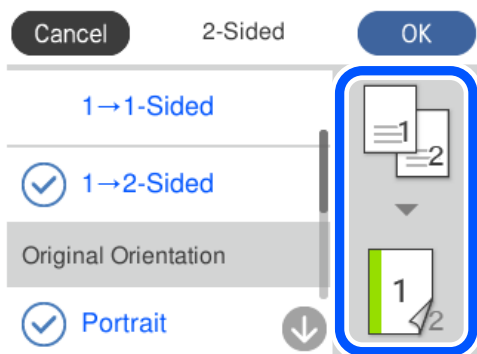 Cancel 2-Sided OK
1→1-Sided
1→2-Sided
Original Orientation
Portrait
1
2
1
2